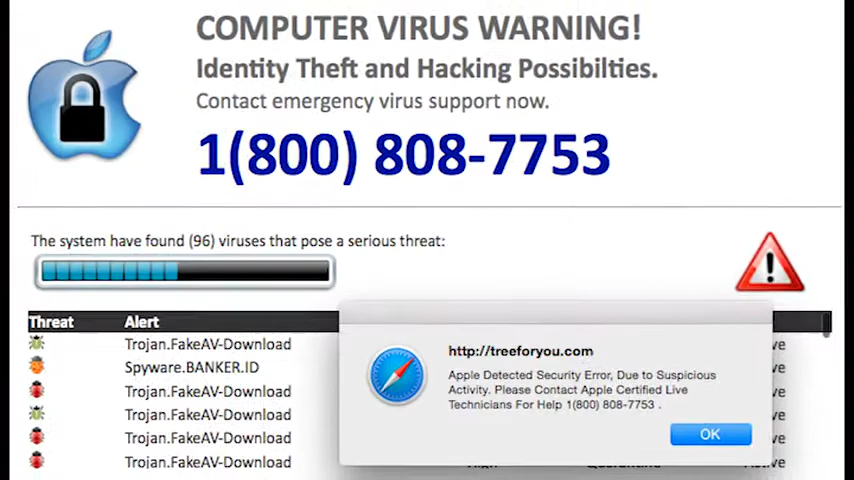 COMPUTER VIRUS WARNING!
Identity Theft and Hacking Possibilties.
Contact emergency virus support now.
1(800) 808-7753
The system have found (96) viruses that pose a serious threat:
Threat Alert
Trojan.FakeAV-Download
Spyware.BANKER.ID
Trojan.FakeAV-Download
Trojan.FakeAV-Download
Trojan.FakeAV-Download
Trojan.FakeAV-Download
http://treeforyou.com
Apple Detected Security Error, Due to Suspicious
Activity. Please Contact Apple Certified Live
Technicians For Help 1(800) 808-7753 .
OK